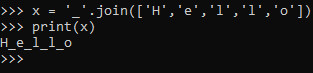 >>> x = '_'.join(['H','e','l','l','o'])
>>> print(x)
H_e_l_l_o
>>>